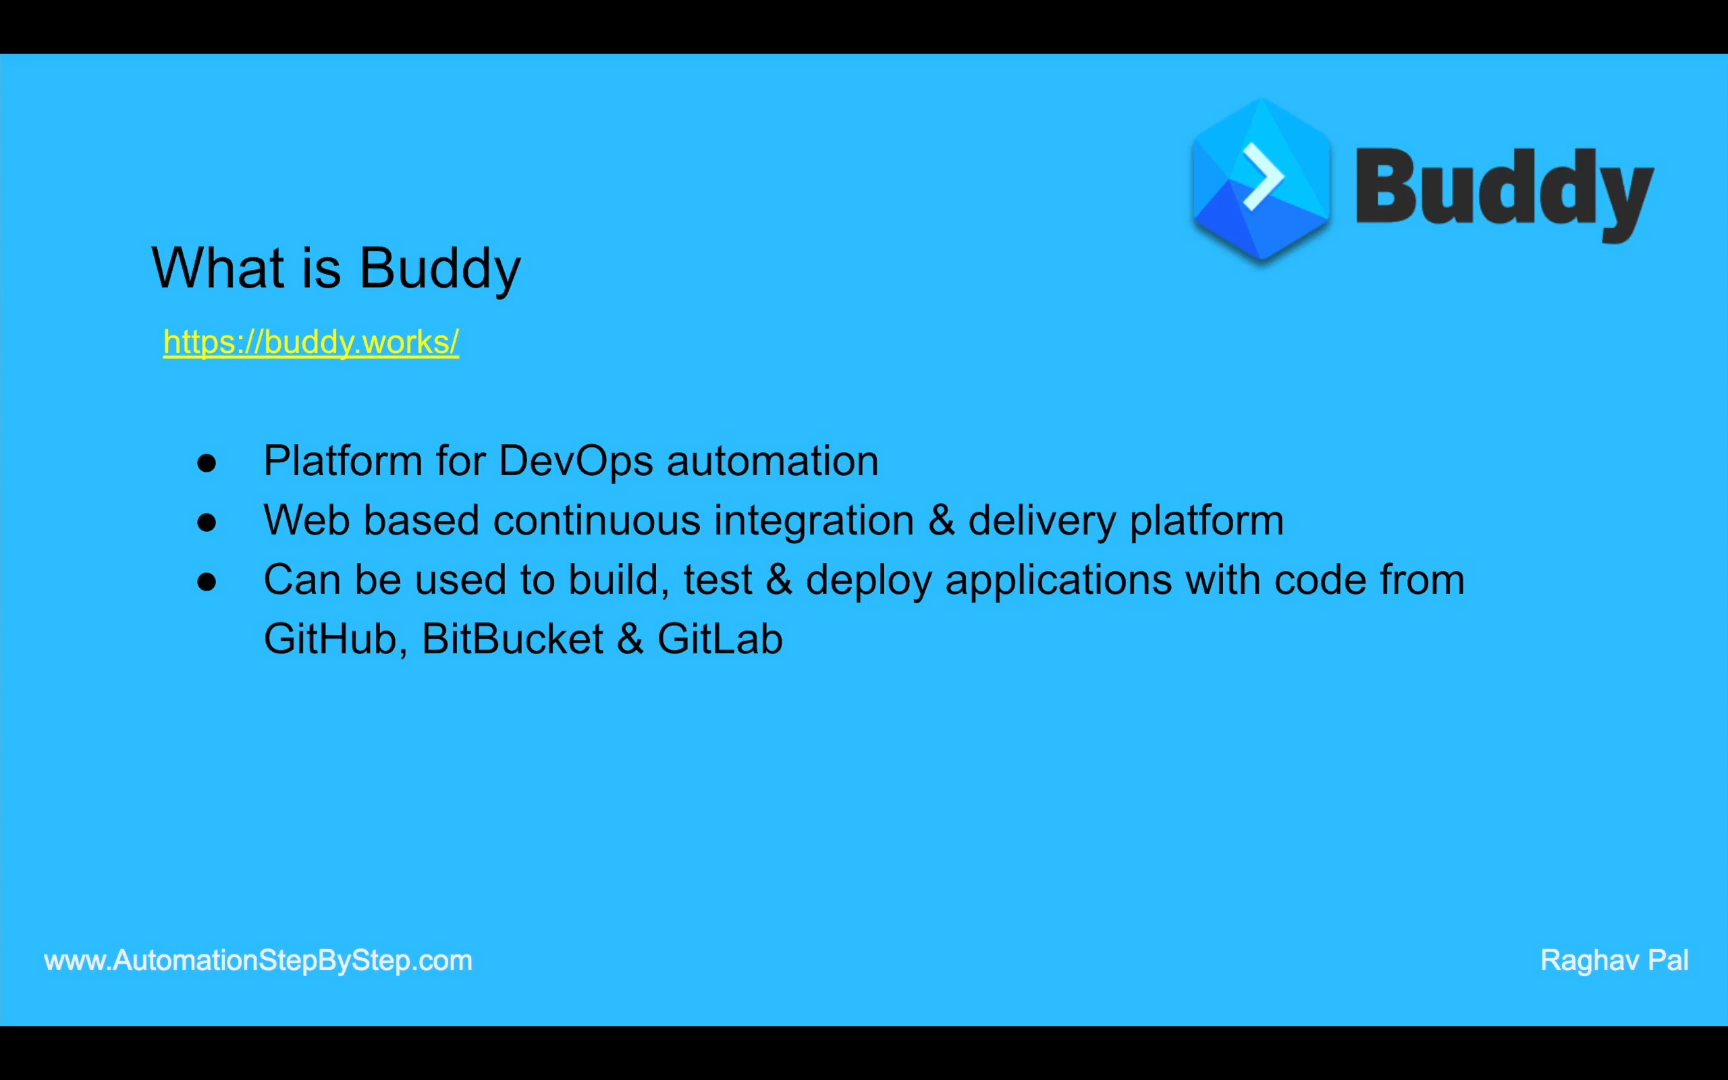 Buddy
What is Buddy
https://buddy.works/
● Platform for DevOps automation
● Web based continuous integration & delivery platform
● Can be used to build, test & deploy applications with code from
GitHub, BitBucket & GitLab
www.AutomationStepByStep.com
Raghav Pal